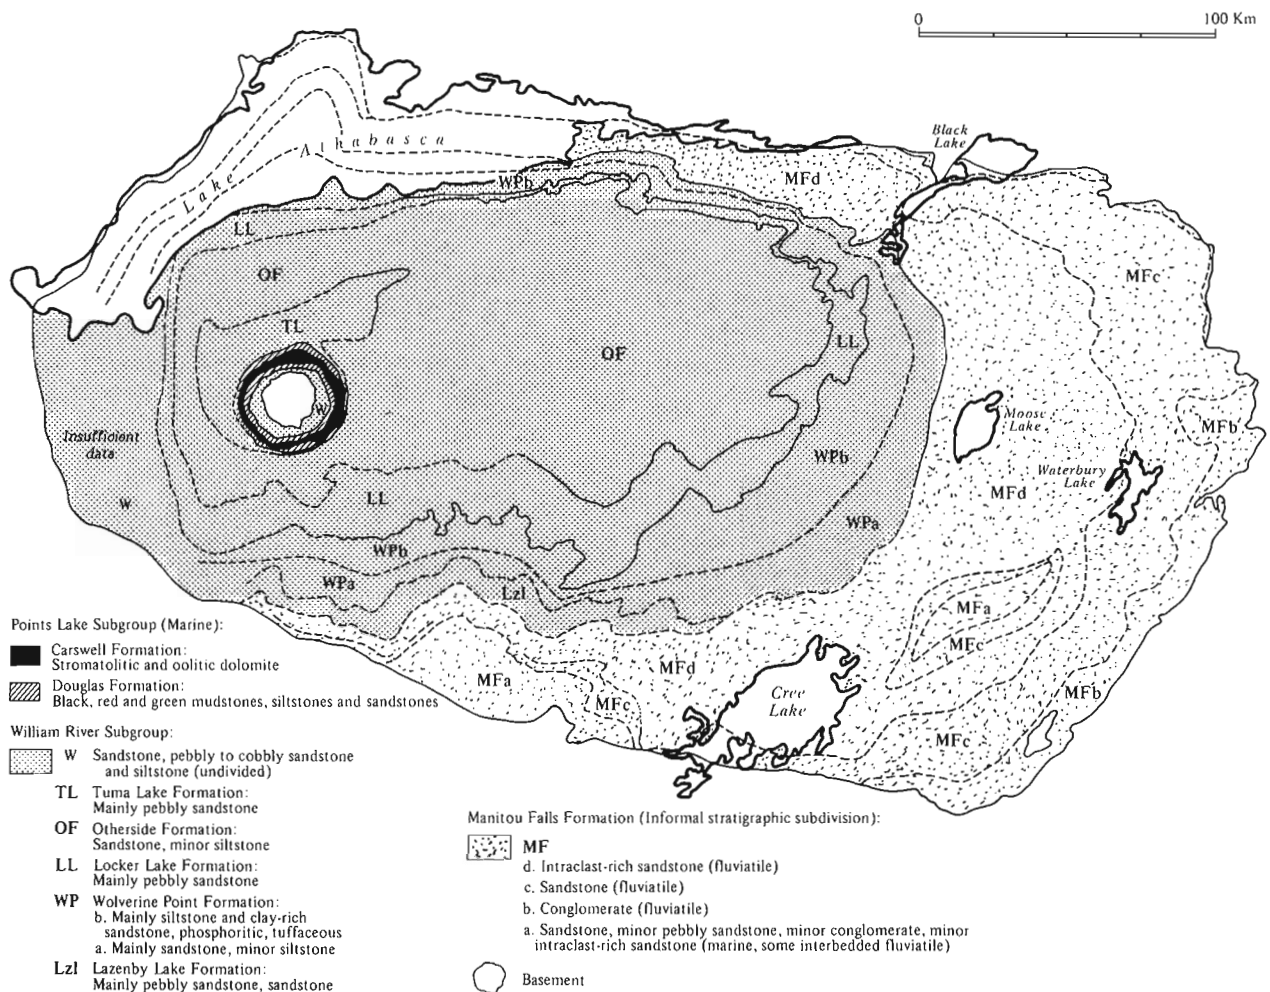 0 100 Km
Black
Lake
Lake Athabasca
WPb
MFd
LL
OF
MFc
TL
OF
LL
W
Moose
Lake
MFb
Insufficient
data
WPb
Waterbury
Lake
MFd
LL
W
WPa
WPb
WPa
Lzl
MFa
MFc
MFd
MFa
Cree
Lake
MFb
MFc
MFc
Points Lake Subgroup (Marine):
Carswell Formation:
Stromatolitic and oolitic dolomite
Douglas Formation:
Black, red and green mudstones, siltstones and sandstones
William River Subgroup:
W Sandstone, pebbly to cobbly sandstone
and siltstone (undivided)
TL Tuma Lake Formation:
Mainly pebbly sandstone
OF Otherside Formation:
Sandstone, minor siltstone
LL Locker Lake Formation:
Mainly pebbly sandstone
WP Wolverine Point Formation:
b. Mainly siltstone and clay-rich
sandstone, phosphoritic, tuffaceous
a. Mainly sandstone, minor siltstone
Lzl Lazenby Lake Formation:
Mainly pebbly sandstone, sandstone
Manitou Falls Formation (Informal stratigraphic subdivision):
MF
d. Intraclast-rich sandstone (fluviatile)
c. Sandstone (fluviatile)
b. Conglomerate (fluviatile)
a. Sandstone, minor pebbly sandstone, minor conglomerate, minor
intraclast-rich sandstone (marine, some interbedded fluviatile)
Basement